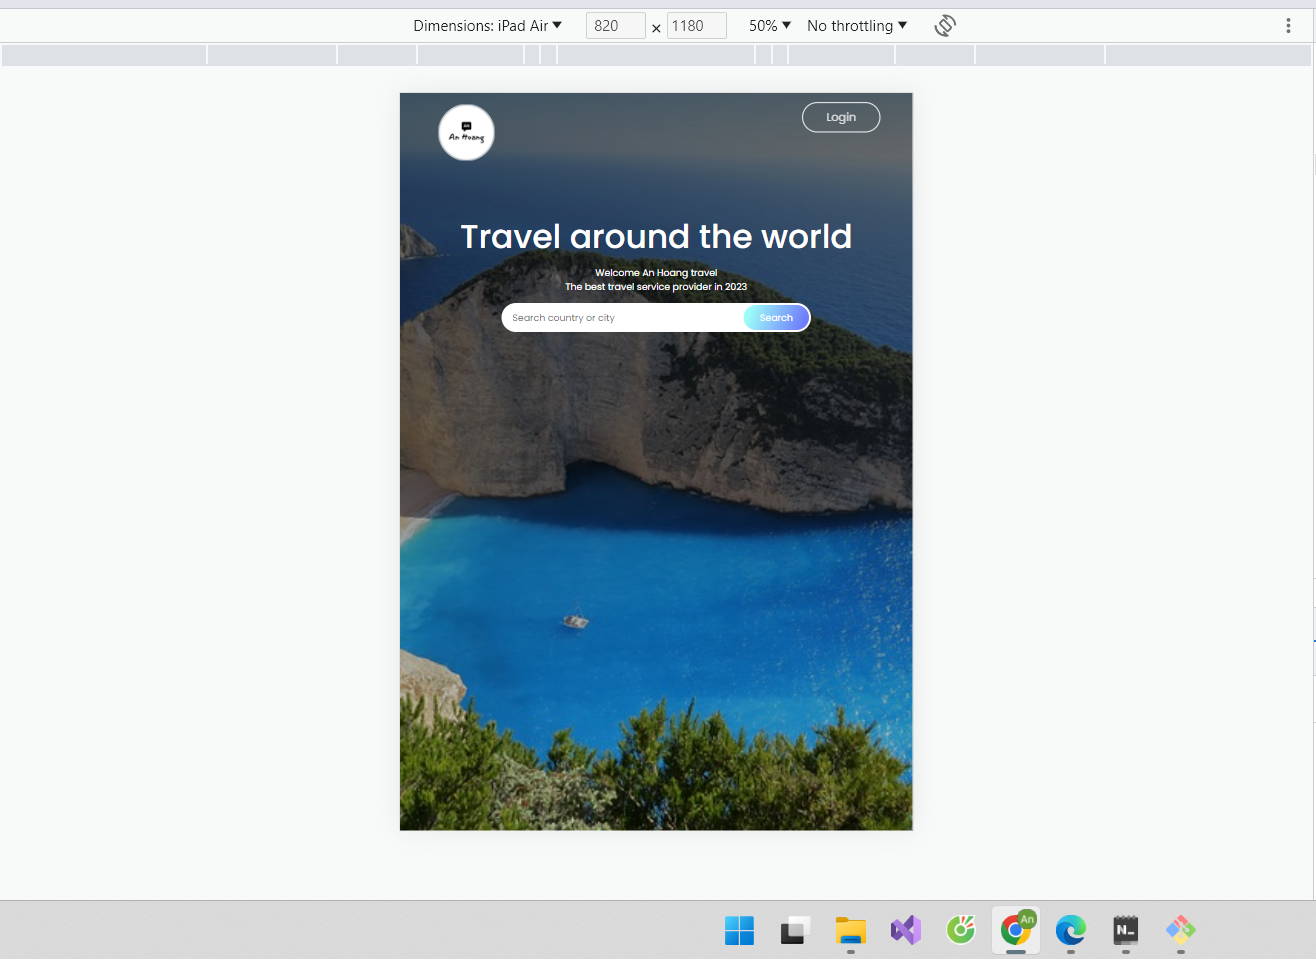 Dimensions: iPad Air 820 × 1180 50% No throttling
Login
An Hoang
Travel around the world
Welcome An Hoang travel
The best travel service provider in 2023
Search country or city Search
An
N_